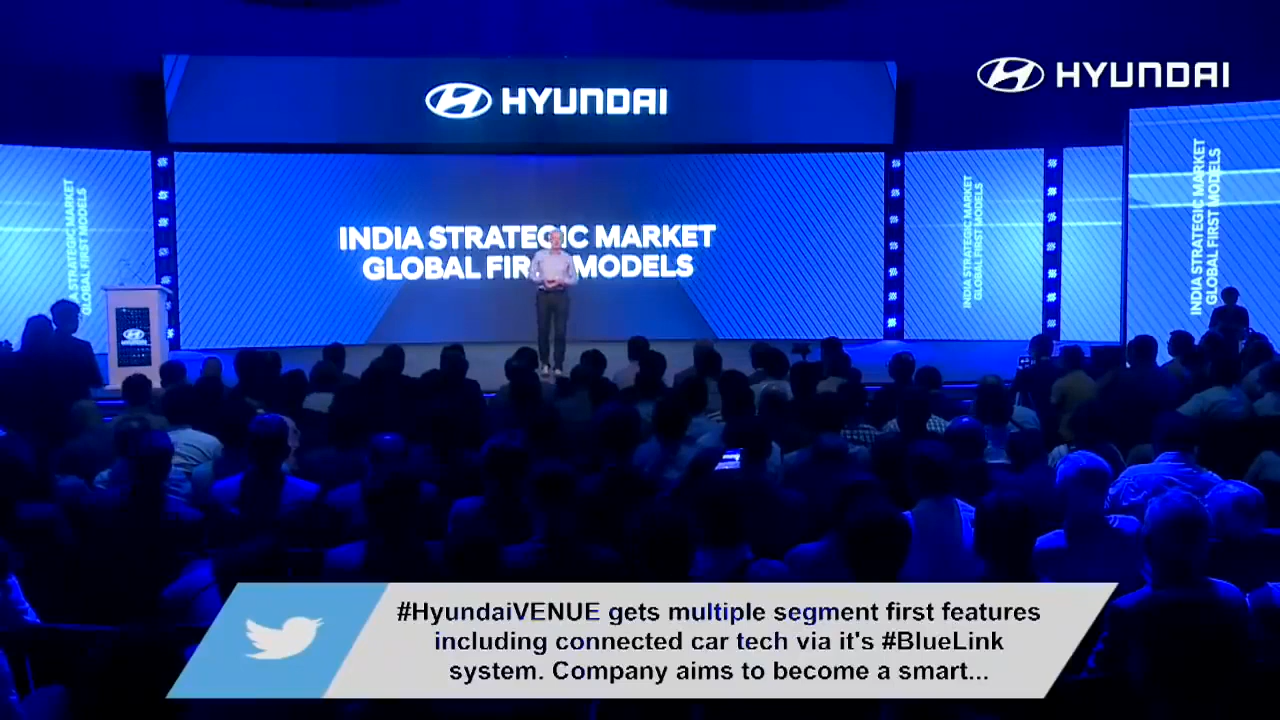 HYUNDAI
HYUNDAI
INDIA STRATEGIC MARKET
GLOBAL FIRST MODELS
INDIA STRATEGIC MARKET
GLOBAL FIRST MODELS
INDIA STRATEGIC MARKET
GLOBAL FIRST MODELS
INDIA STRATEGIC MARKET
GLOBAL FIRST MODELS
HYUNDAI
#HyundaiVENUE gets multiple segment first features
including connected car tech via it's #BlueLink
system. Company aims to become a smart...